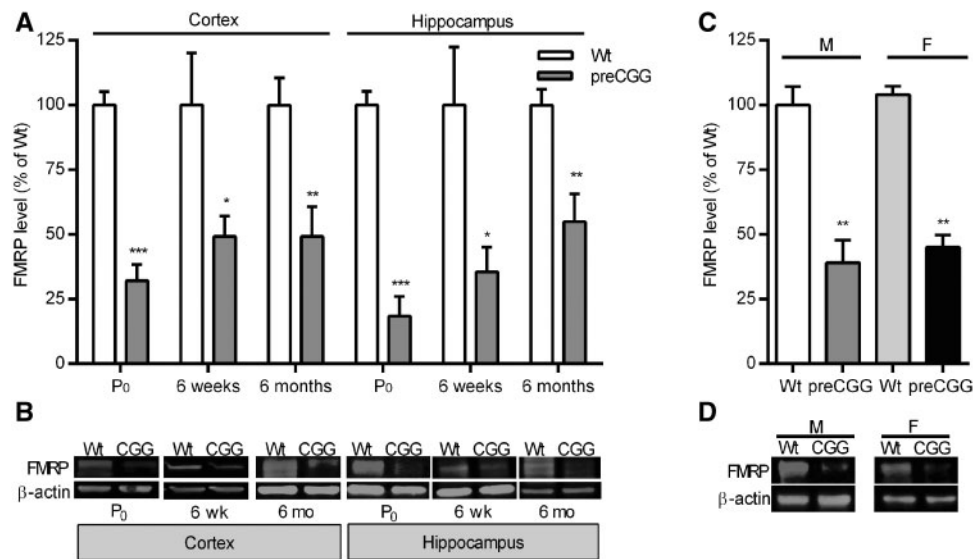 A
Cortex Hippocampus
FMRP level (% of Wt)
125
100
75
50
25
0
Wt
preCGG
*** * ** *** * **
P0 6 weeks 6 months P0 6 weeks 6 months
B
Wt CGG Wt CGG Wt CGG Wt CGG Wt CGG Wt CGG
FMRP
β-actin
P0 6 wk 6 mo P0 6 wk 6 mo
Cortex Hippocampus
C
M F
FMRP level (% of Wt)
125
100
75
50
25
0
** **
Wt preCGG Wt preCGG
D
M F
Wt CGG Wt CGG
FMRP
β-actin